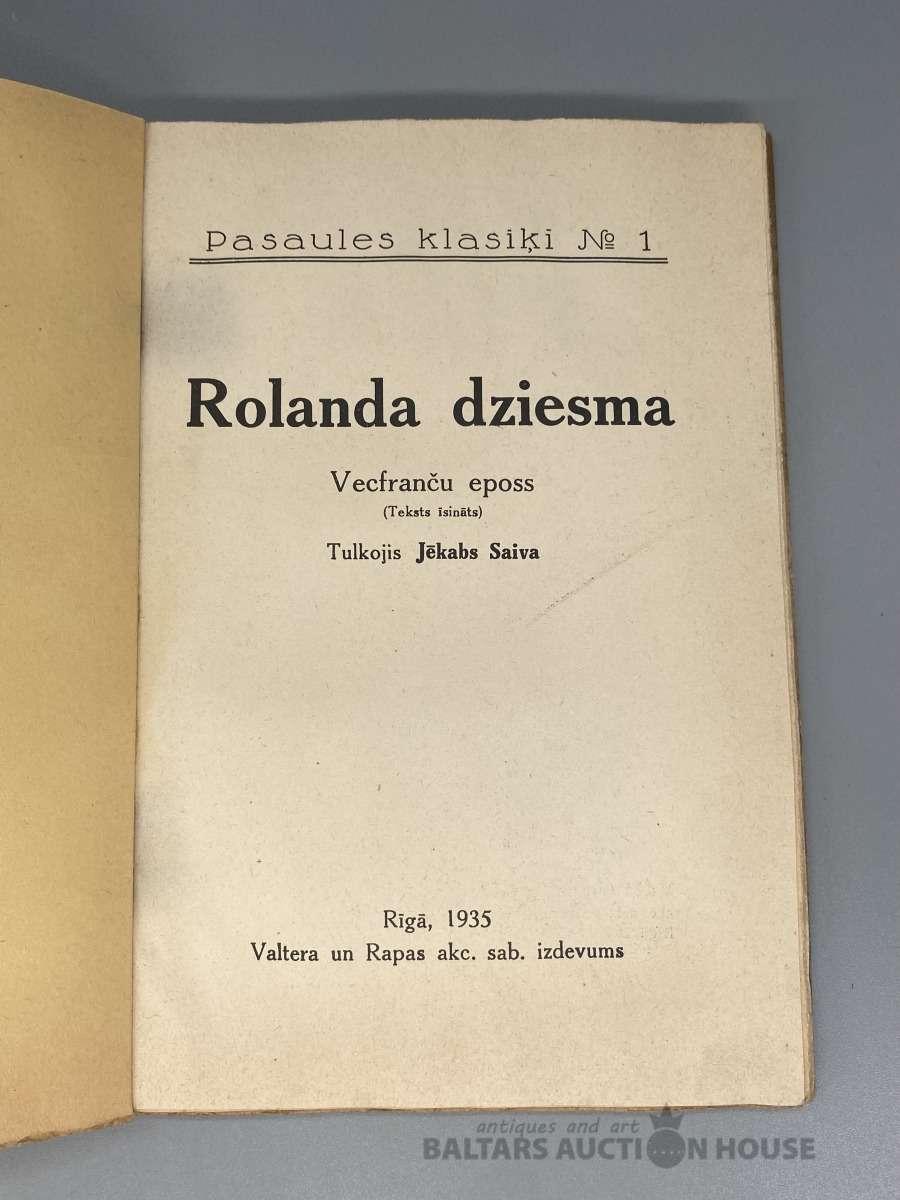 Pasaules klasiķi № 1
Rolanda dziesma
Vecfranču eposs
(Teksts īsināts)
Tulkojis Jēkabs Saiva
Rīgā, 1935
Valtera un Rapas akc. sab. izdevums
antiques and art
BALTARS AUCTION HOUSE